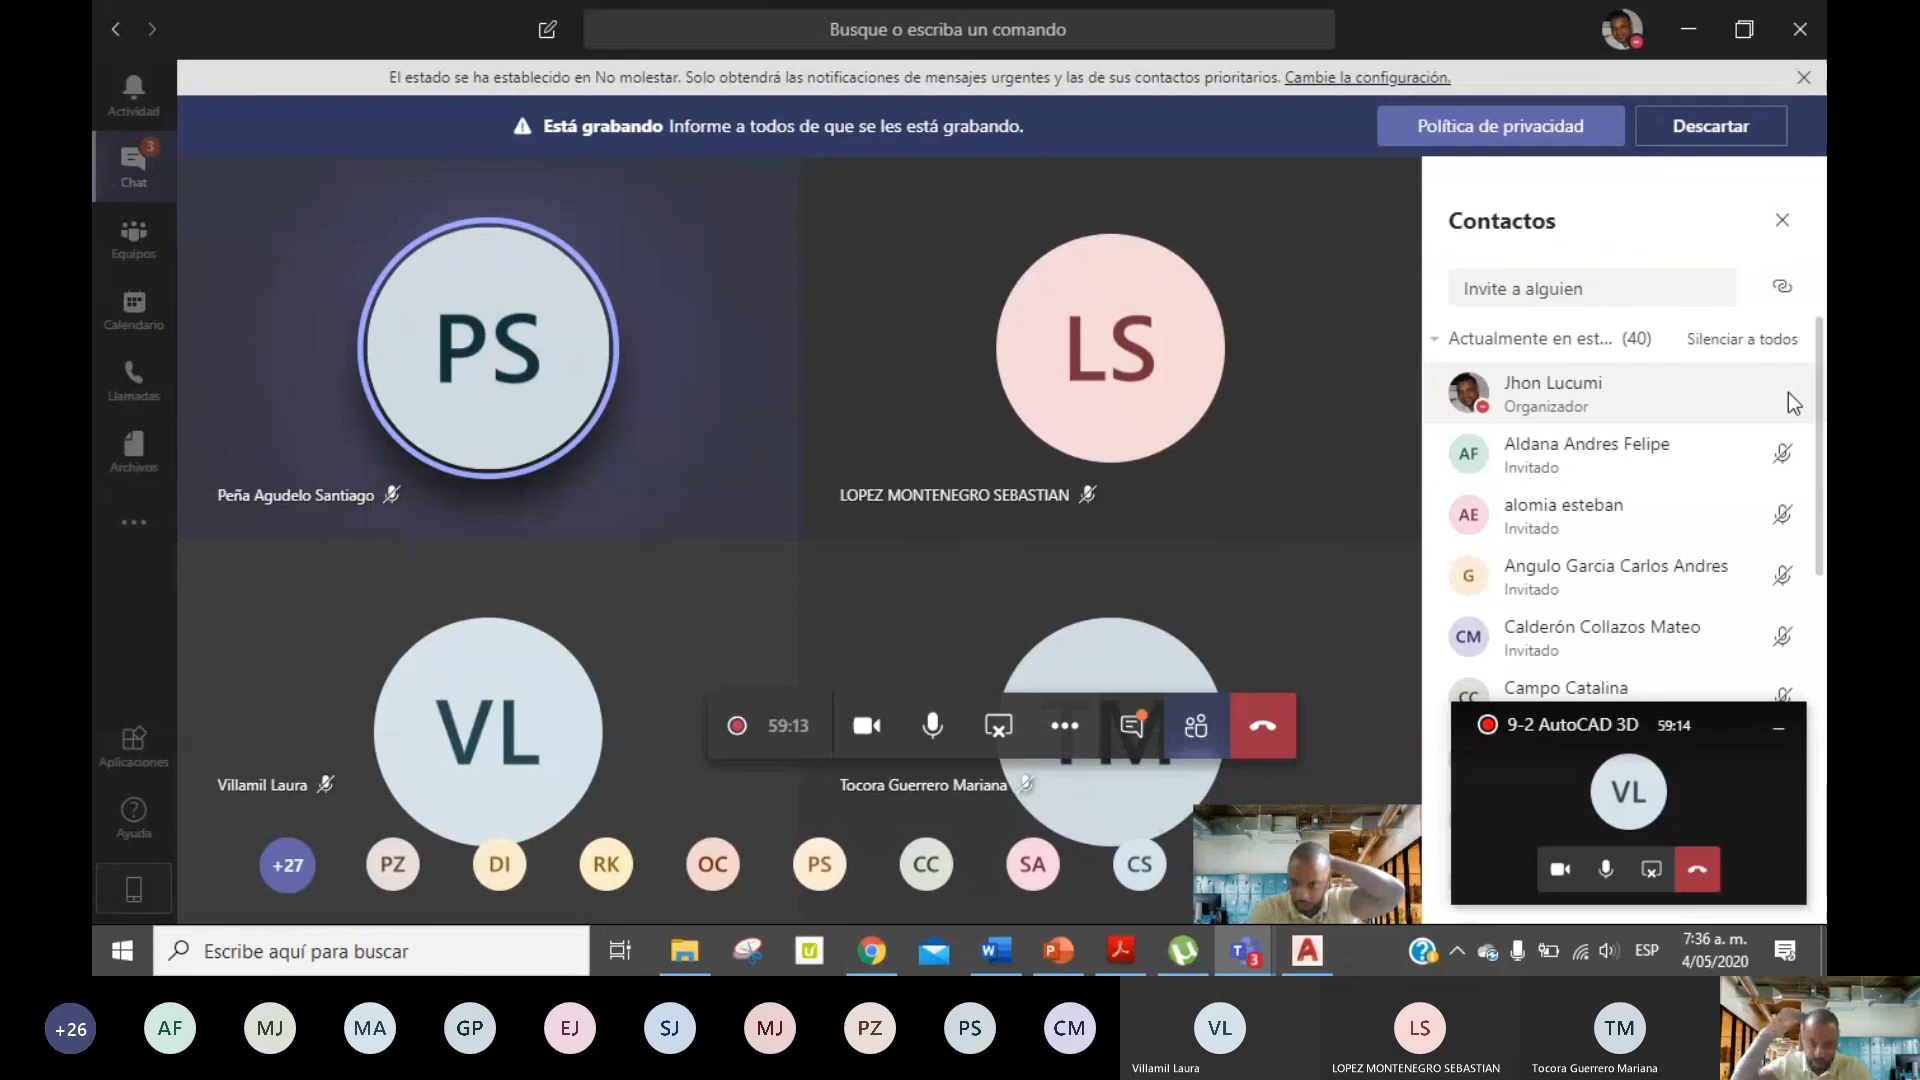 Busque o escriba un comando
El estado se ha establecido en No molestar. Solo obtendrá las notificaciones de mensajes urgentes y las de sus contactos prioritarios. Cambie la configuración.
Está grabando Informe a todos de que se les está grabando.
Política de privacidad
Descartar
Actividad
3
Chat
Equipos
Calendario
Llamadas
Archivos
Aplicaciones
Ayuda
PS
Peña Agudelo Santiago
LS
LOPEZ MONTENEGRO SEBASTIAN
VL
Villamil Laura
TM
Tocora Guerrero Mariana
59:13
+27
PZ
DI
RK
OC
PS
CC
SA
CS
Contactos
Invite a alguien
Actualmente en est... (40)
Silenciar a todos
Jhon Lucumi
Organizador
AF
Aldana Andres Felipe
Invitado
AE
alomia esteban
Invitado
G
Angulo Garcia Carlos Andres
Invitado
CM
Calderón Collazos Mateo
Invitado
CC
Campo Catalina
9-2 AutoCAD 3D 59:14
VL
Escribe aquí para buscar
3
ESP
7:36 a. m.
4/05/2020
+26
AF
MJ
MA
GP
EJ
SJ
MJ
PZ
PS
CM
VL
Villamil Laura
LS
LOPEZ MONTENEGRO SEBASTIAN
TM
Tocora Guerrero Mariana